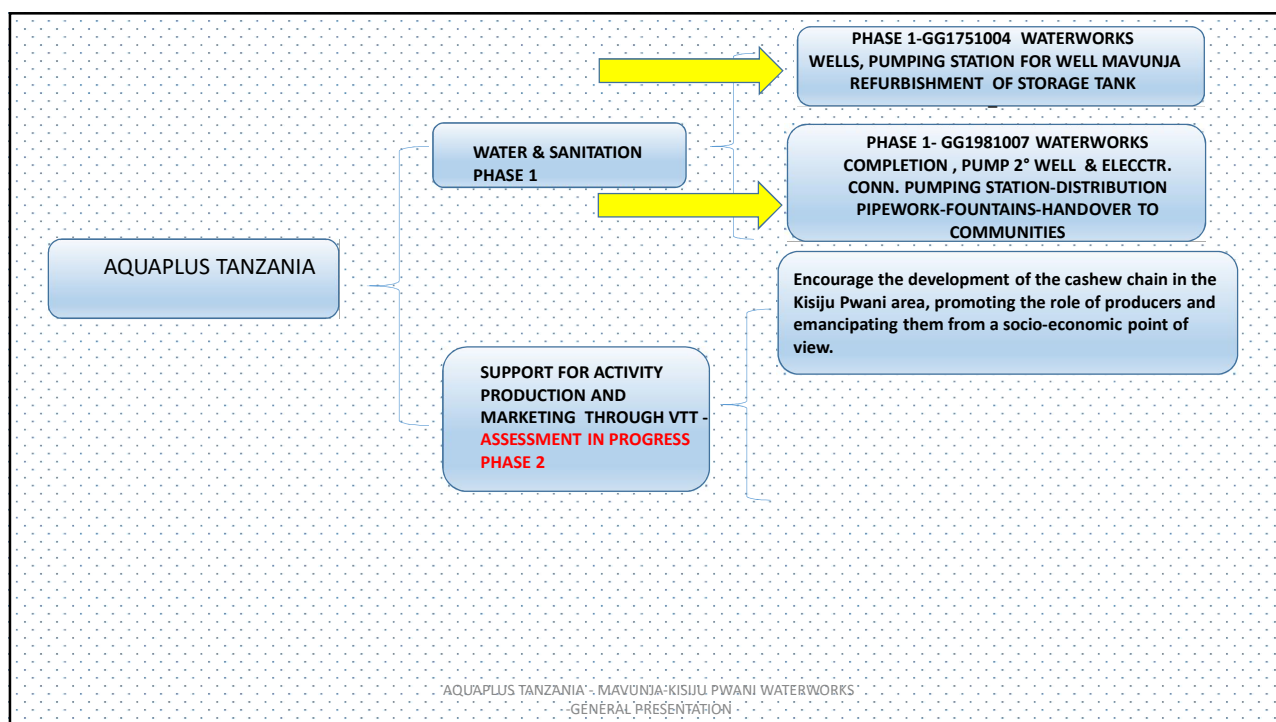 PHASE 1-GG1751004 WATERWORKS
WELLS, PUMPING STATION FOR WELL MAVUNJA
REFURBISHMENT OF STORAGE TANK
WATER & SANITATION
PHASE 1
PHASE 1- GG1981007 WATERWORKS
COMPLETION , PUMP 2° WELL & ELECCTR.
CONN. PUMPING STATION-DISTRIBUTION
PIPEWORK-FOUNTAINS-HANDOVER TO
COMMUNITIES
AQUAPLUS TANZANIA
Encourage the development of the cashew chain in the
Kisiju Pwani area, promoting the role of producers and
emancipating them from a socio-economic point of
view.
SUPPORT FOR ACTIVITY
PRODUCTION AND
MARKETING THROUGH VTT -
ASSESSMENT IN PROGRESS
PHASE 2
AQUAPLUS TANZANIA - MAVUNJA-KISIJU PWANI WATERWORKS
-GENERAL PRESENTATION